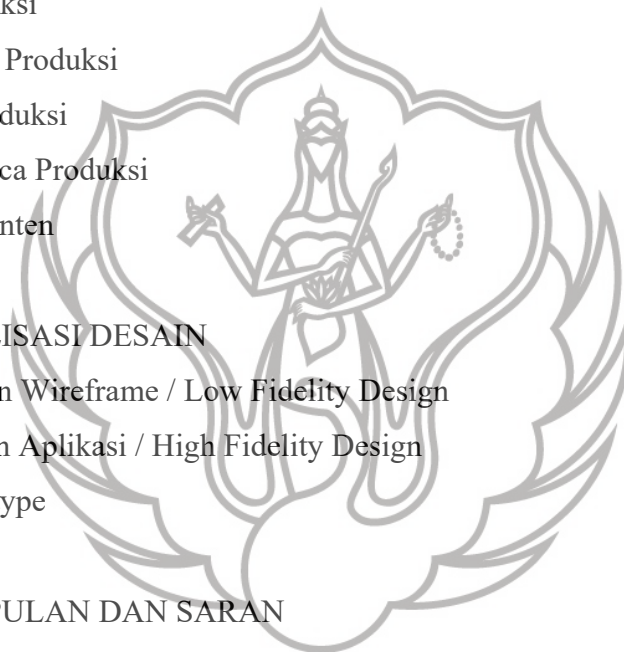 ksi
Produksi
duksi
ca Produksi
nten
ISASI DESAIN
n Wireframe / Low Fidelity Design
n Aplikasi / High Fidelity Design
ype
PULAN DAN SARAN